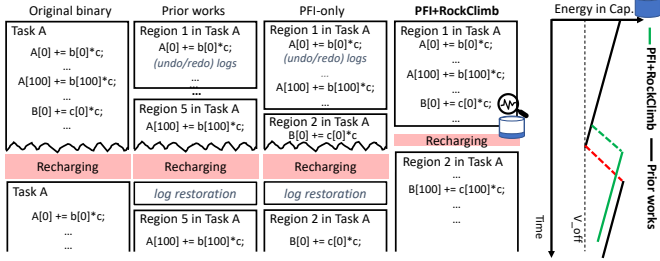 Original binary
Task A
A[0] += b[0]*c;
...
A[100] += b[100]*c;
B[0] += c[0]*c;
...
Recharging
Task A
A[0] += b[0]*c;
...
...
Prior works
Region 1 in Task A
A[0] += b[0]*c;
(undo/redo) logs
...
...
Region 5 in Task A
A[100] += b[100]*c;
Recharging
log restoration
Region 5 in Task A
A[100] += b[100]*c;
PFI-only
Region 1 in Task A
A[0] += b[0]*c;
(undo/redo) logs
...
A[100] += b[100]*c;
...
Region 2 in Task A
B[0] += c[0]*c
Recharging
log restoration
Region 2 in Task A
B[0] += c[0]*c;
PFI+RockClimb
Region 1 in Task A
A[0] += b[0]*c;
...
A[100] += b[100]*c;
...
B[0] += c[0]*c;
...
Recharging
Region 2 in Task A
...
B[100] += c[100]*c;
...
...
Energy in Cap.
Time
V_off
PFI+RockClimb
Prior works